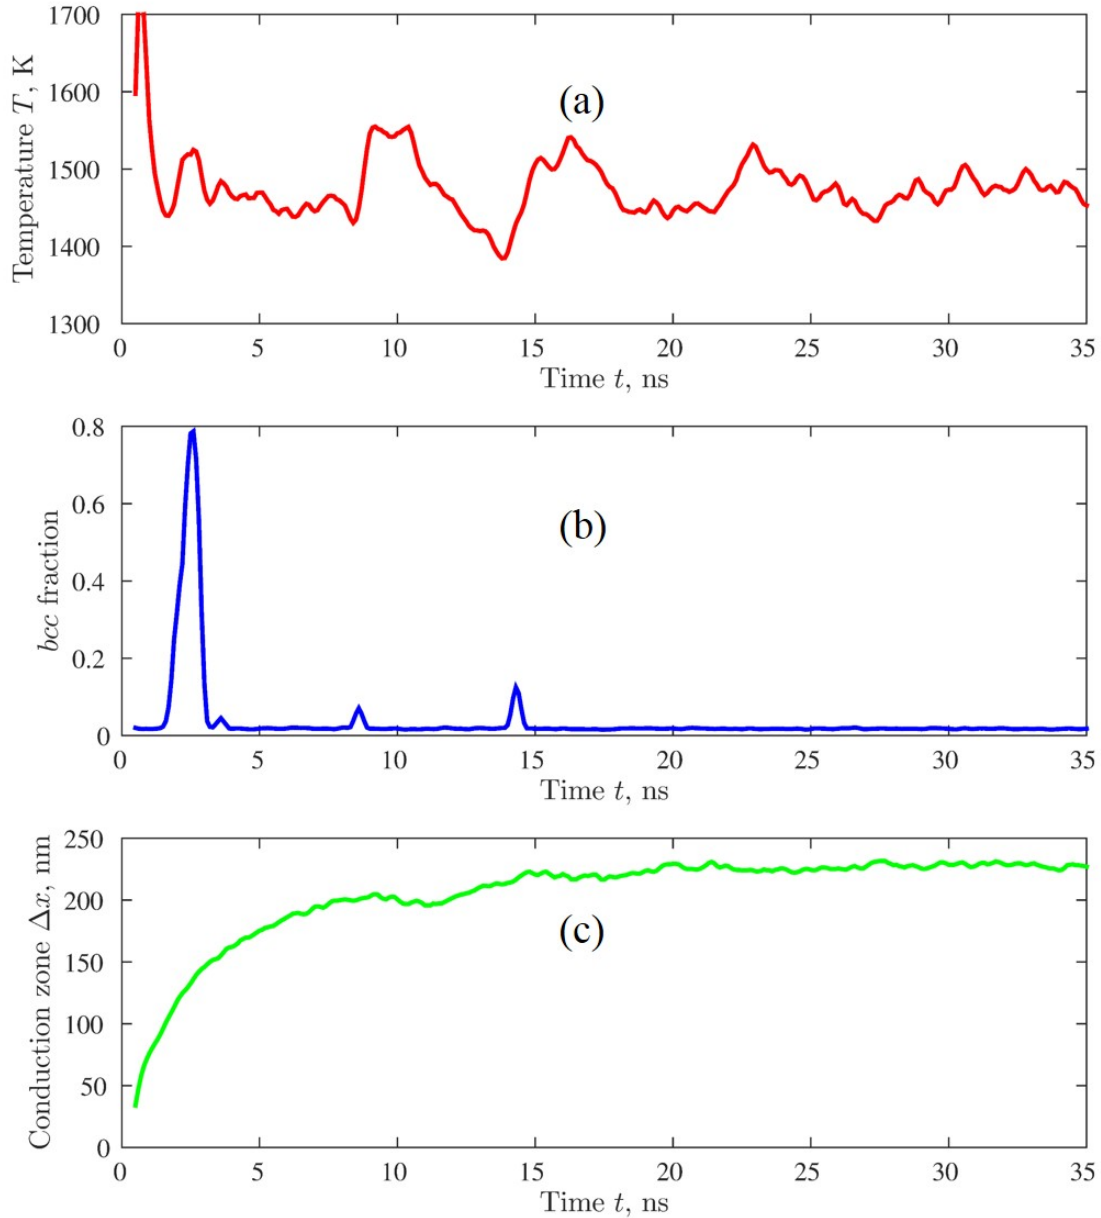 1700
1600
1500
1400
1300
Temperature T, K
(a)
0 5 10 15 20 25 30 35
Time t, ns
0.8
0.6
0.4
0.2
0
bcc fraction
(b)
0 5 10 15 20 25 30 35
Time t, ns
250
200
150
100
50
0
Conduction zone Δx, nm
(c)
0 5 10 15 20 25 30 35
Time t, ns